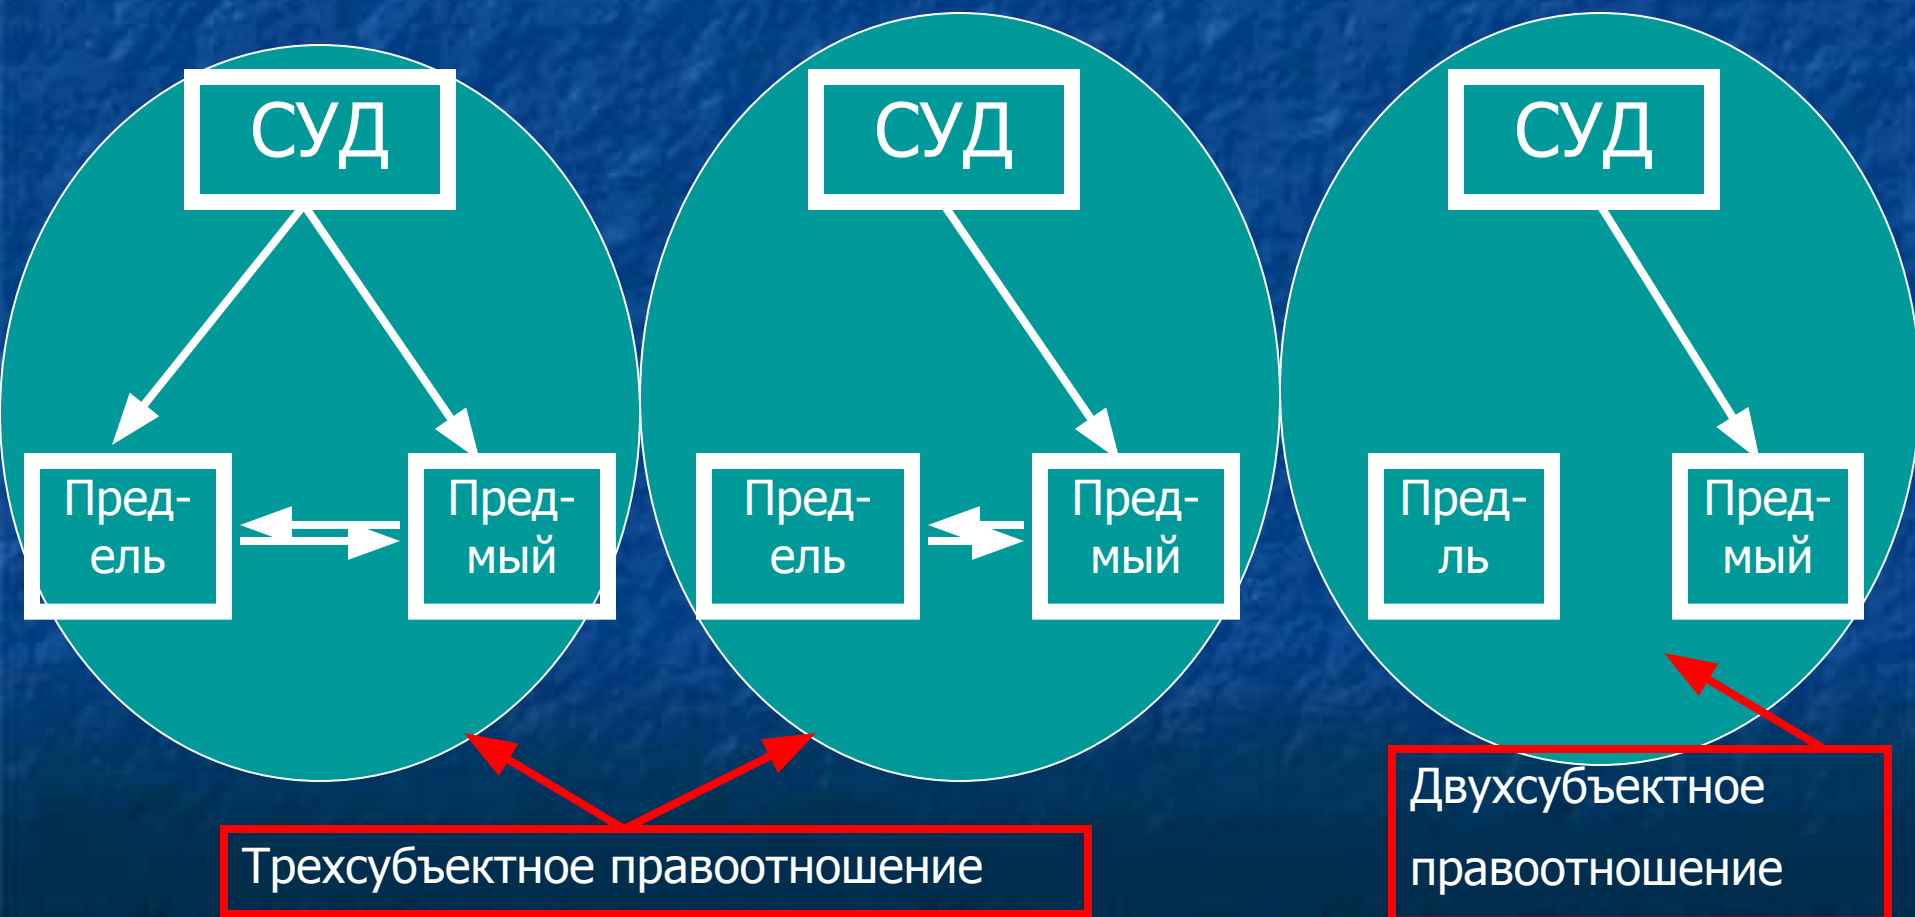 СУД
СУД
СУД
Пред-
ель
Пред-
мый
Пред-
ель
Пред-
мый
Пред-
ль
Пред-
мый
Трехсубъектное правоотношение
Двухсубъектное
правоотношение